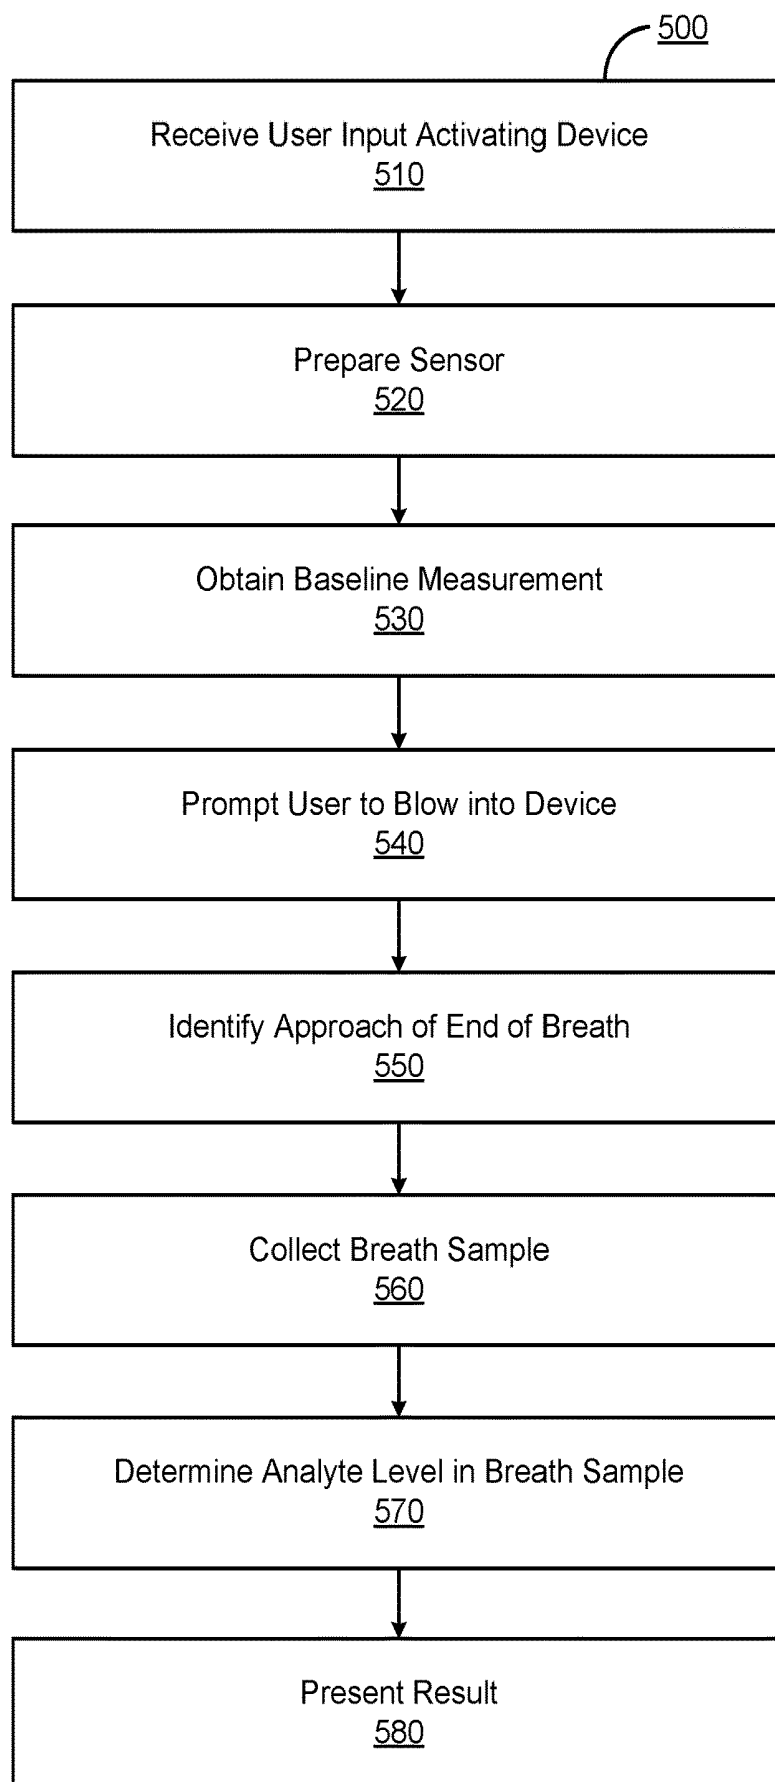 500
Receive User Input Activating Device
510
Prepare Sensor
520
Obtain Baseline Measurement
530
Prompt User to Blow into Device
540
Identify Approach of End of Breath
550
Collect Breath Sample
560
Determine Analyte Level in Breath Sample
570
Present Result
580